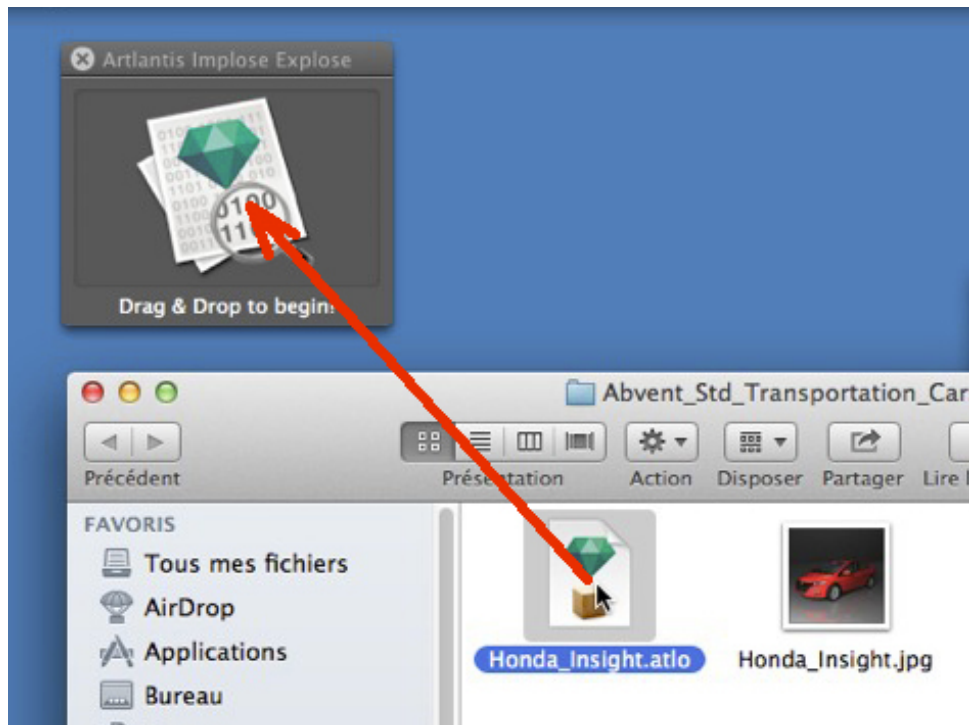 Artlantis Implose Explose
Drag & Drop to begin!
Abvent_Std_Transportation_Car
Précédent
Présentation
Action
Disposer
Partager
Lire
FAVORIS
Tous mes fichiers
AirDrop
Applications
Bureau
Honda_Insight.atlo
Honda_Insight.jpg